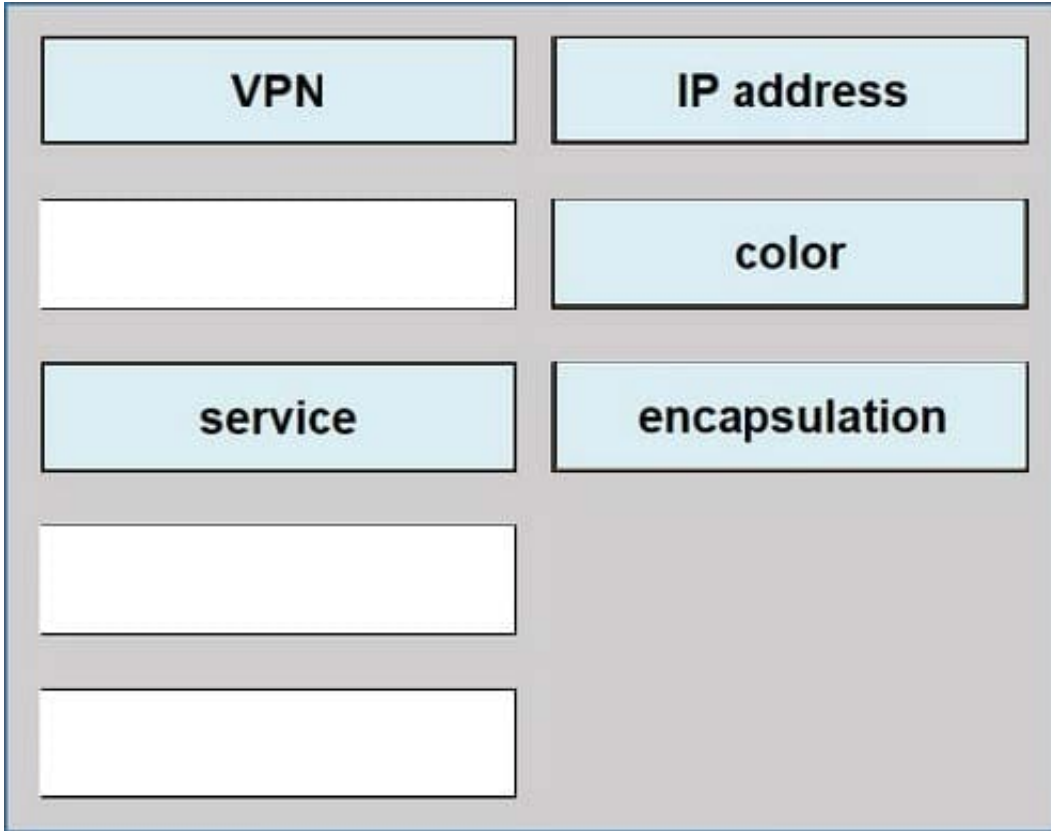 VPN
IP address
color
service
encapsulation